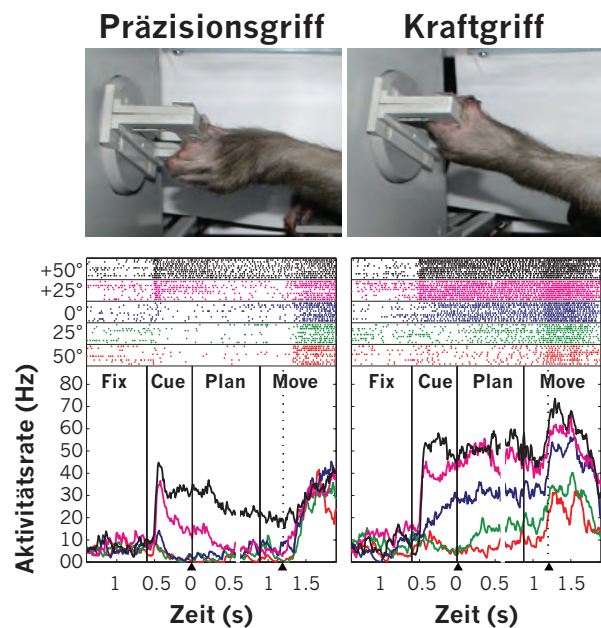 Präzisionsgriff Kraftgriff
+50°
+25°
0°
25°
50°
Fix Cue Plan Move Fix Cue Plan Move
80
70
60
50
40
30
20
10
00
Aktivitätsrate (Hz)
1 0.5 0 0.5 1 1.5 1 0.5 0 0.5 1 1.5
Zeit (s) Zeit (s)